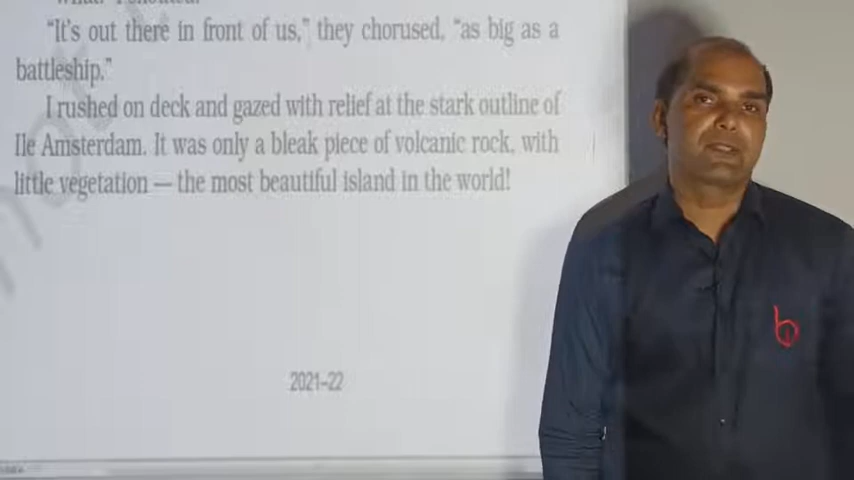 "It's out there in front of us," they chorused, "as big as a
battleship."
I rushed on deck and gazed with relief at the stark outline of
Ile Amsterdam. It was only a bleak piece of volcanic rock, with
little vegetation — the most beautiful island in the world!
2021–22